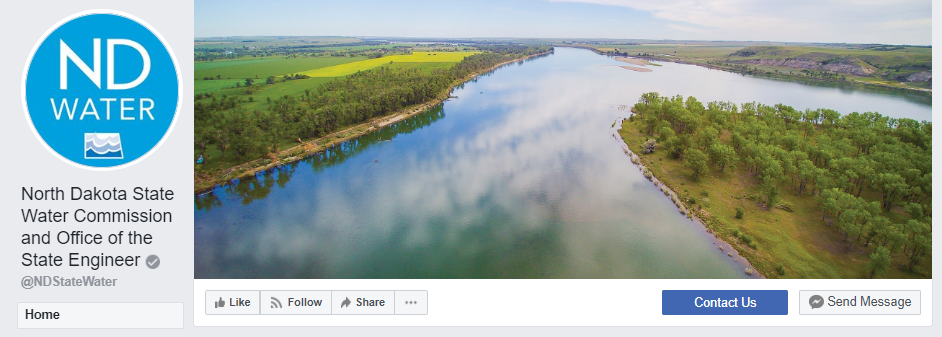 ND
WATER
North Dakota State
Water Commission
and Office of the
State Engineer
@NDStateWater
Home
Like
Follow
Share
...
Contact Us
Send Message